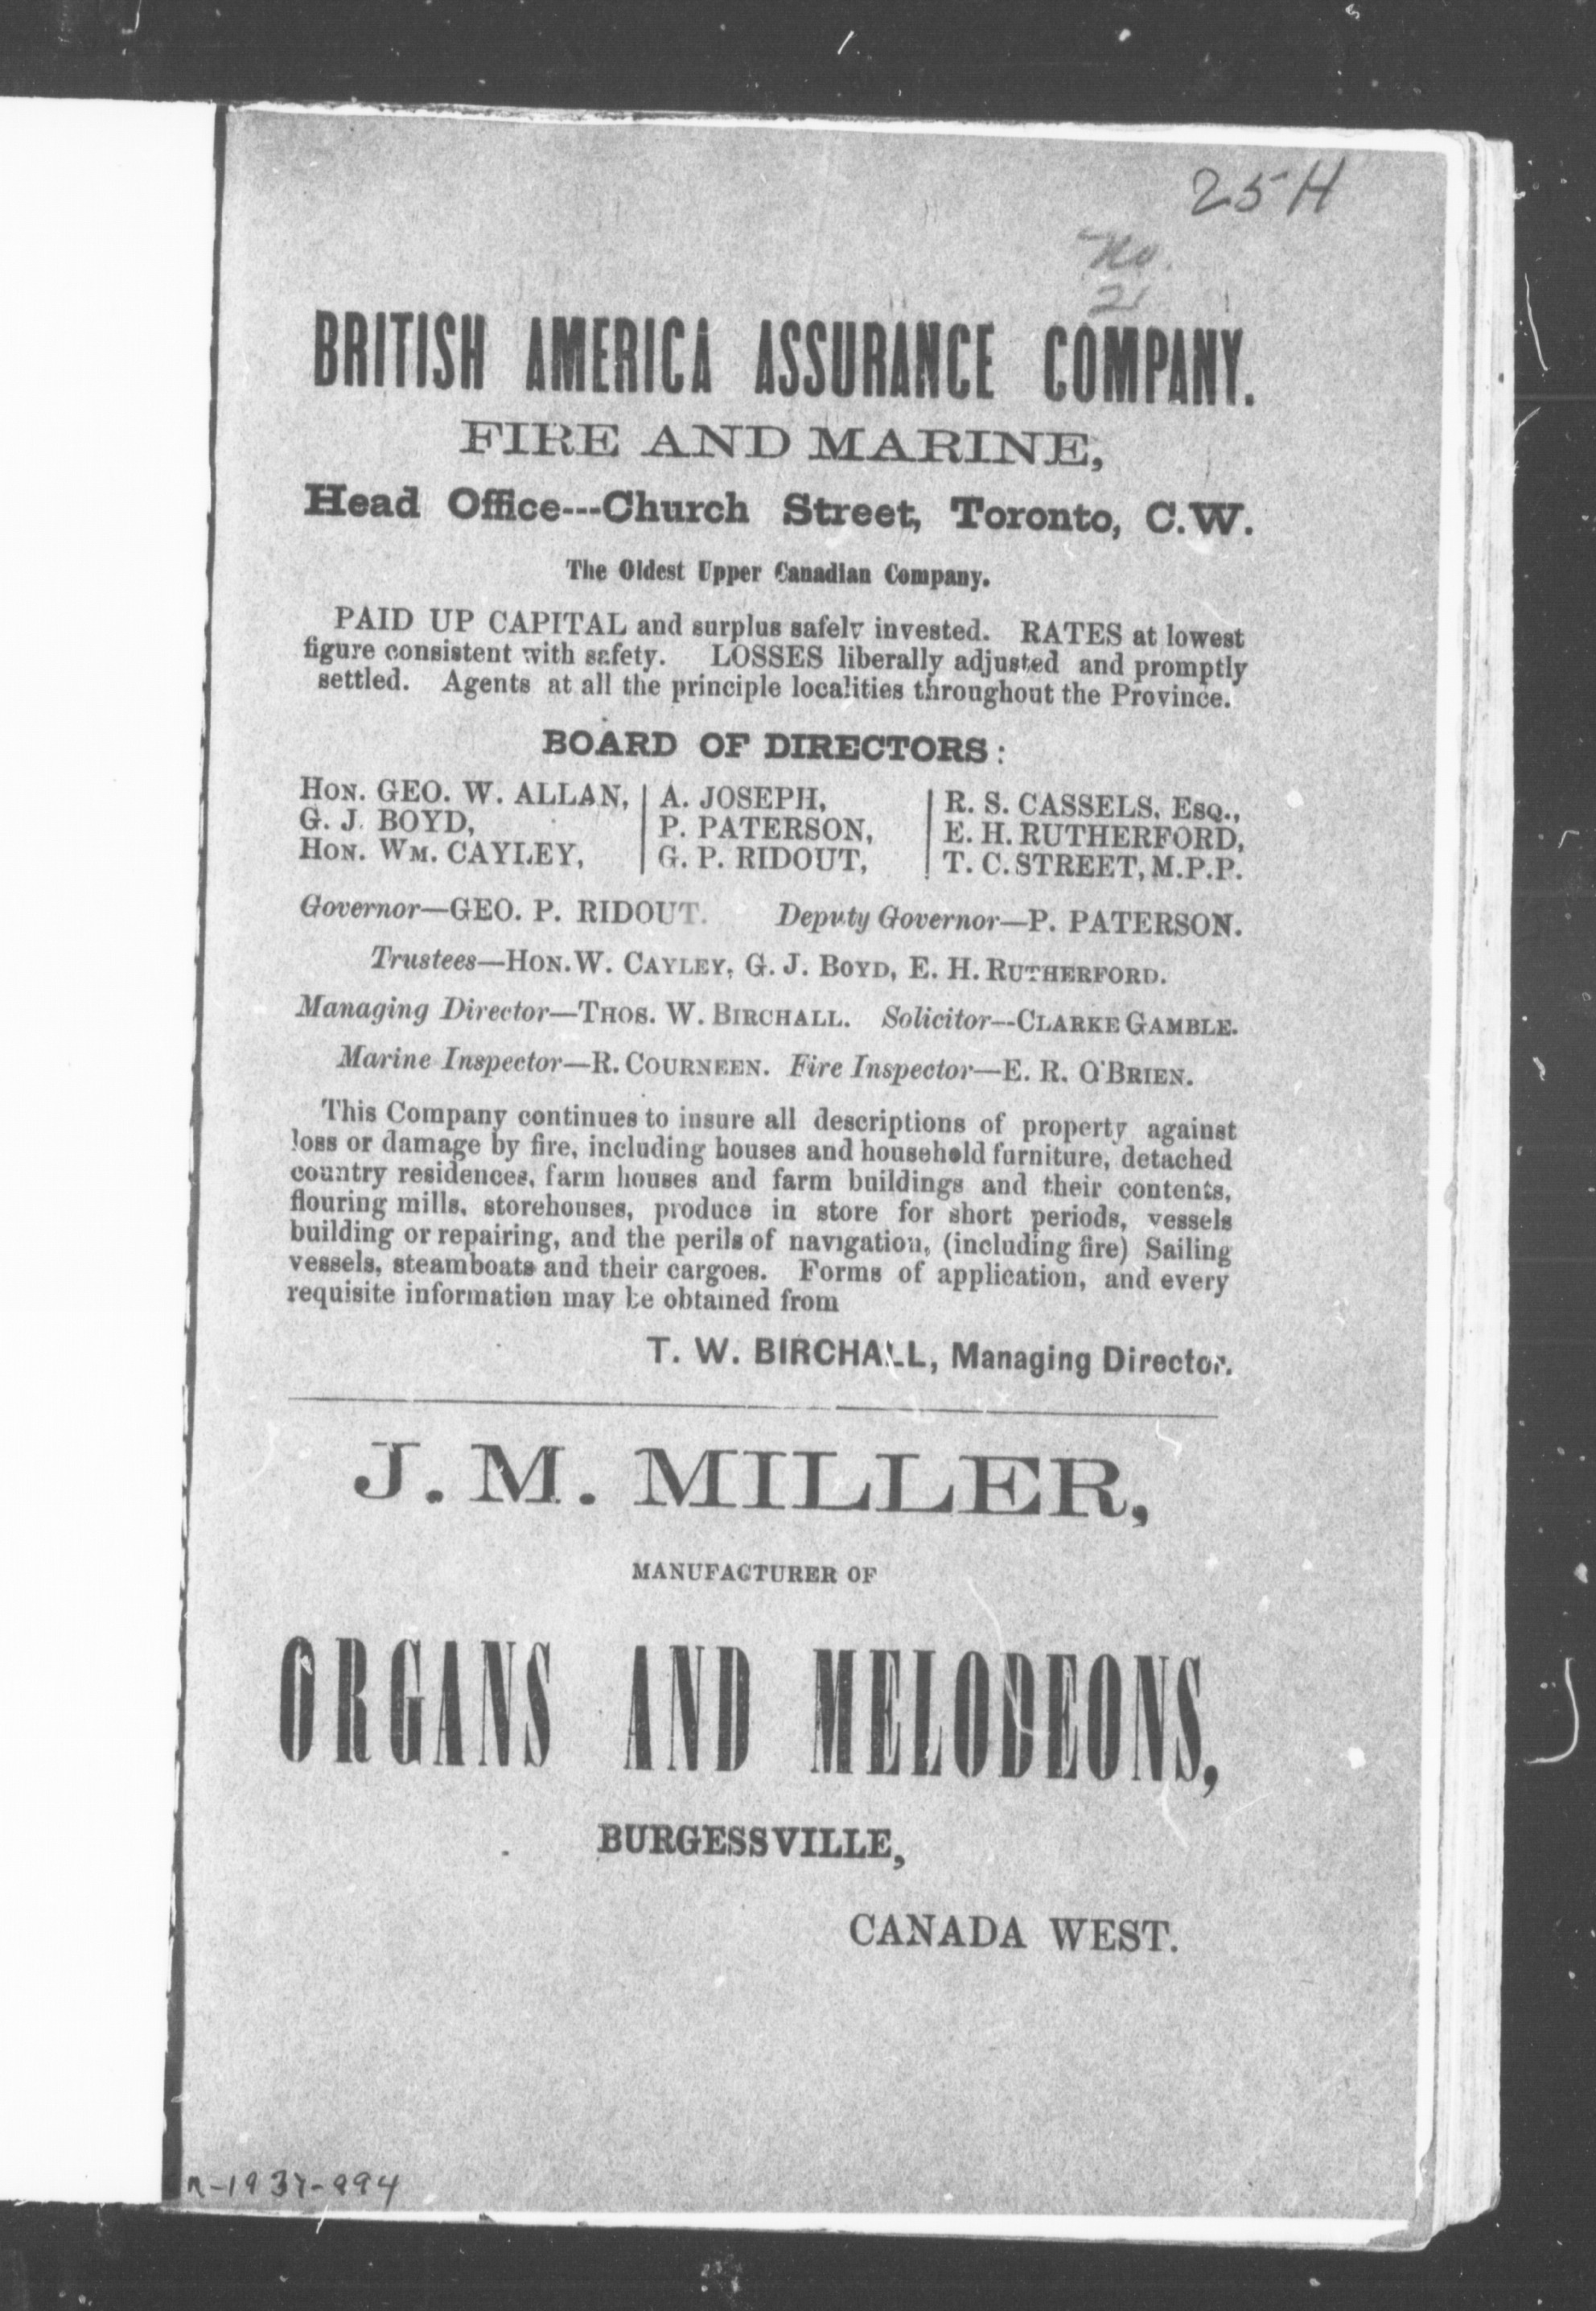 25H
No.
21
BRITISH AMERICA ASSURANCE COMPANY.
FIRE AND MARINE,
Head Office---Church Street, Toronto, C.W.
The Oldest Upper Canadian Company.
PAID UP CAPITAL and surplus safely invested. RATES at lowest
figure consistent with safety. LOSSES liberally adjusted and promptly
settled. Agents at all the principle localities throughout the Province.
BOARD OF DIRECTORS:
HON. GEO. W. ALLAN, | A. JOSEPH, | R. S. CASSELS, ESQ.,
G. J. BOYD, | P. PATERSON, | E. H. RUTHERFORD,
HON. WM. CAYLEY, | G. P. RIDOUT, | T. C. STREET, M.P.P.
Governor—GEO. P. RIDOUT. Deputy Governor—P. PATERSON.
Trustees—HON. W. CAYLEY, G. J. BOYD, E. H. RUTHERFORD.
Managing Director—THOS. W. BIRCHALL. Solicitor--CLARKE GAMBLE.
Marine Inspector—R. COURNEEN. Fire Inspector—E. R. O'BRIEN.
This Company continues to insure all descriptions of property against
loss or damage by fire, including houses and household furniture, detached
country residences, farm houses and farm buildings and their contents,
flouring mills, storehouses, produce in store for short periods, vessels
building or repairing, and the perils of navigation, (including fire) Sailing
vessels, steamboats and their cargoes. Forms of application, and every
requisite information may be obtained from
T. W. BIRCHALL, Managing Director.
J. M. MILLER,
MANUFACTURER OF
ORGANS AND MELODEONS,
BURGESSVILLE,
CANADA WEST.